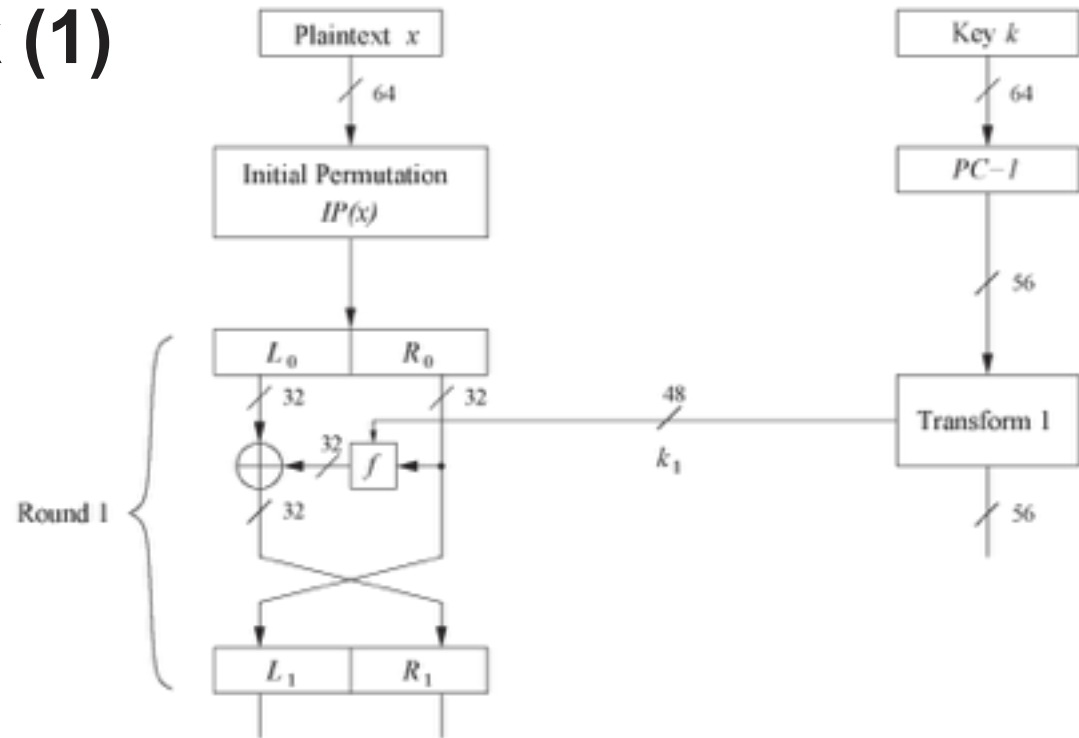 (1)
Plaintext x
Key k
64
64
Initial Permutation
IP(x)
PC-1
56
L0
R0
32
32
48
Transform 1
32
f
k1
32
56
Round 1
L1
R1